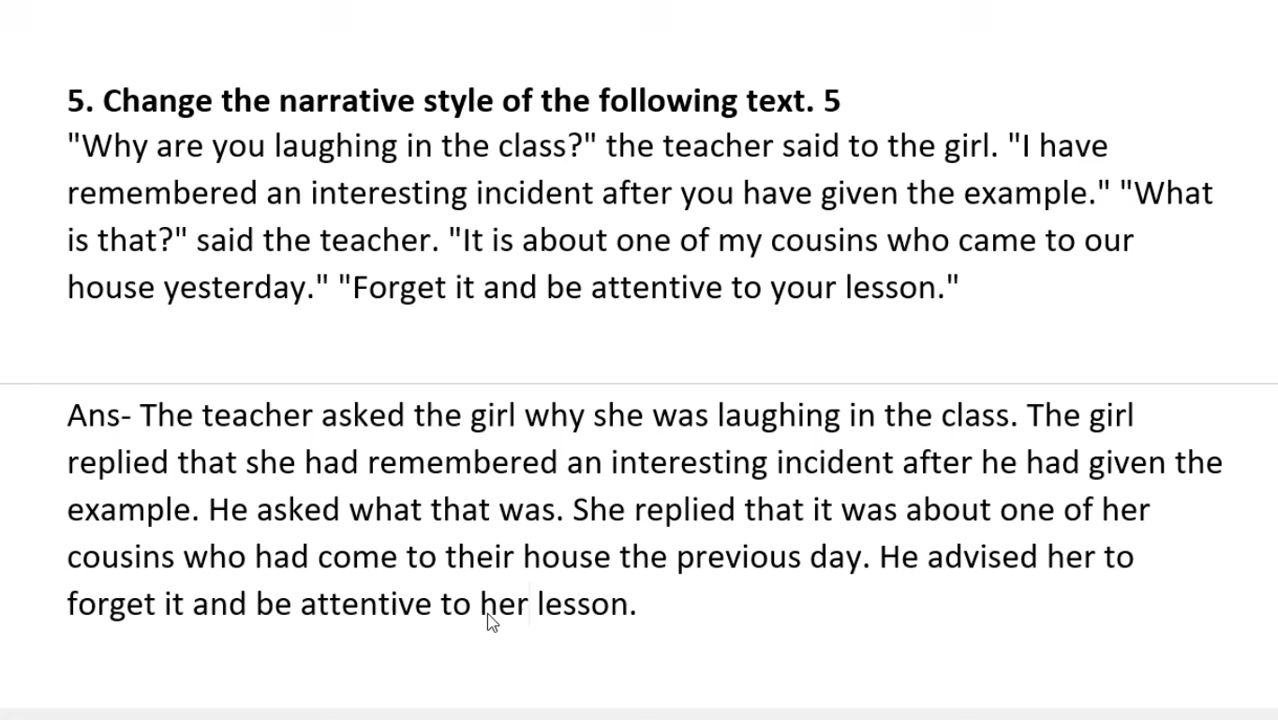 5. Change the narrative style of the following text. 5
"Why are you laughing in the class?" the teacher said to the girl. "I have
remembered an interesting incident after you have given the example." "What
is that?" said the teacher. "It is about one of my cousins who came to our
house yesterday." "Forget it and be attentive to your lesson."
Ans- The teacher asked the girl why she was laughing in the class. The girl
replied that she had remembered an interesting incident after he had given the
example. He asked what that was. She replied that it was about one of her
cousins who had come to their house the previous day. He advised her to
forget it and be attentive to her lesson.